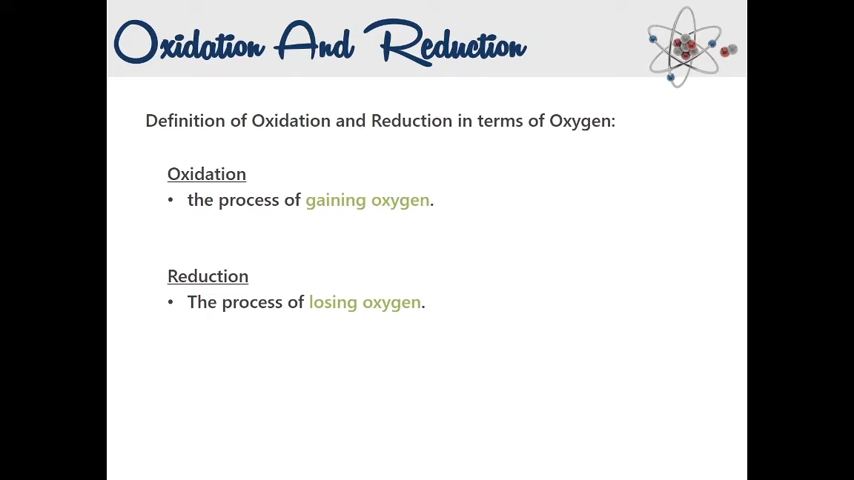 Oxidation And Reduction
Definition of Oxidation and Reduction in terms of Oxygen:
Oxidation
• the process of gaining oxygen.
Reduction
• The process of losing oxygen.